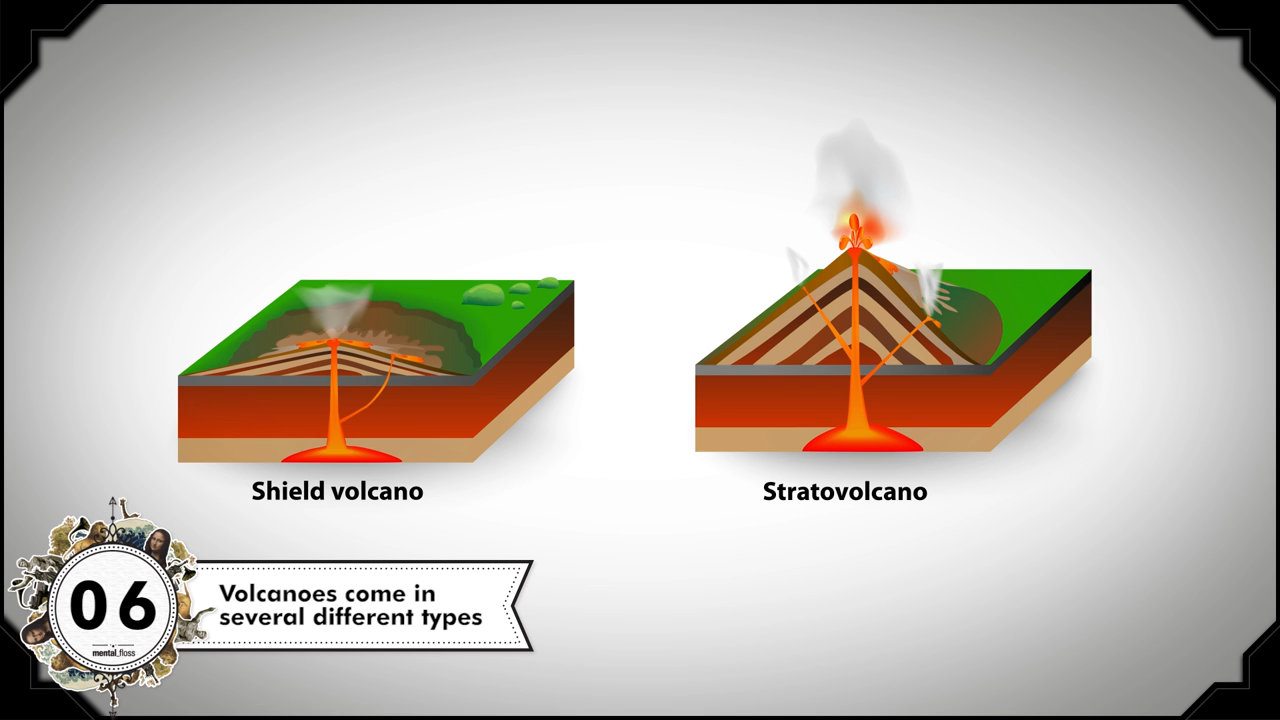 Shield volcano
Stratovolcano
06
mental_floss
Volcanoes come in
several different types